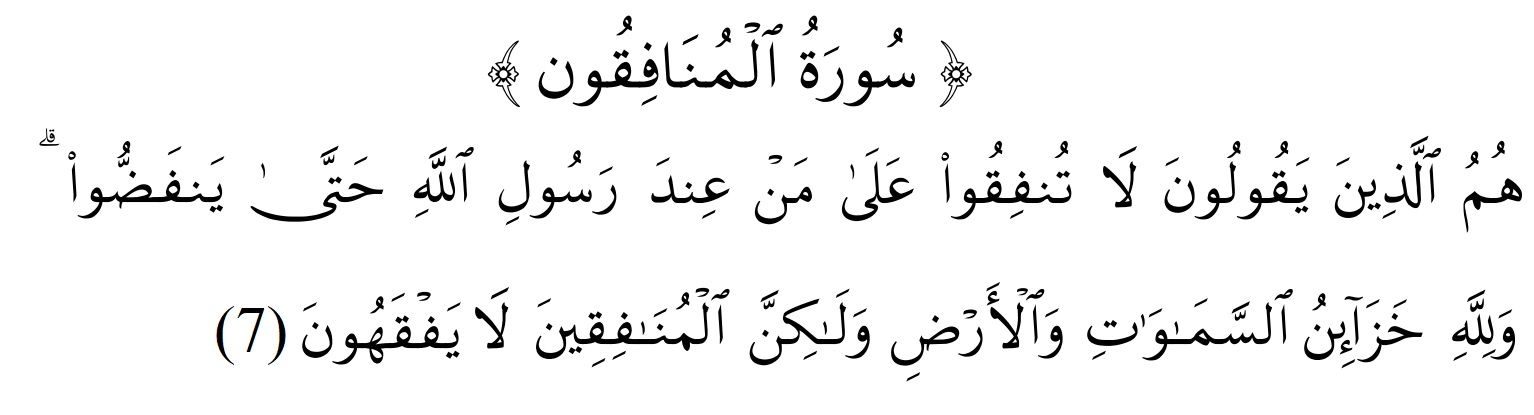 ﴿ سُورَةُ ٱلْمُنَافِقُون ﴾
هُمُ ٱلَّذِينَ يَقُولُونَ لَا تُنفِقُوا۟ عَلَىٰ مَنْ عِندَ رَسُولِ ٱللَّهِ حَتَّىٰ يَنفَضُّوا۟ ۗ
وَلِلَّهِ خَزَآئِنُ ٱلسَّمَـٰوَٰتِ وَٱلْأَرْضِ وَلَـٰكِنَّ ٱلْمُنَـٰفِقِينَ لَا يَفْقَهُونَ (7)